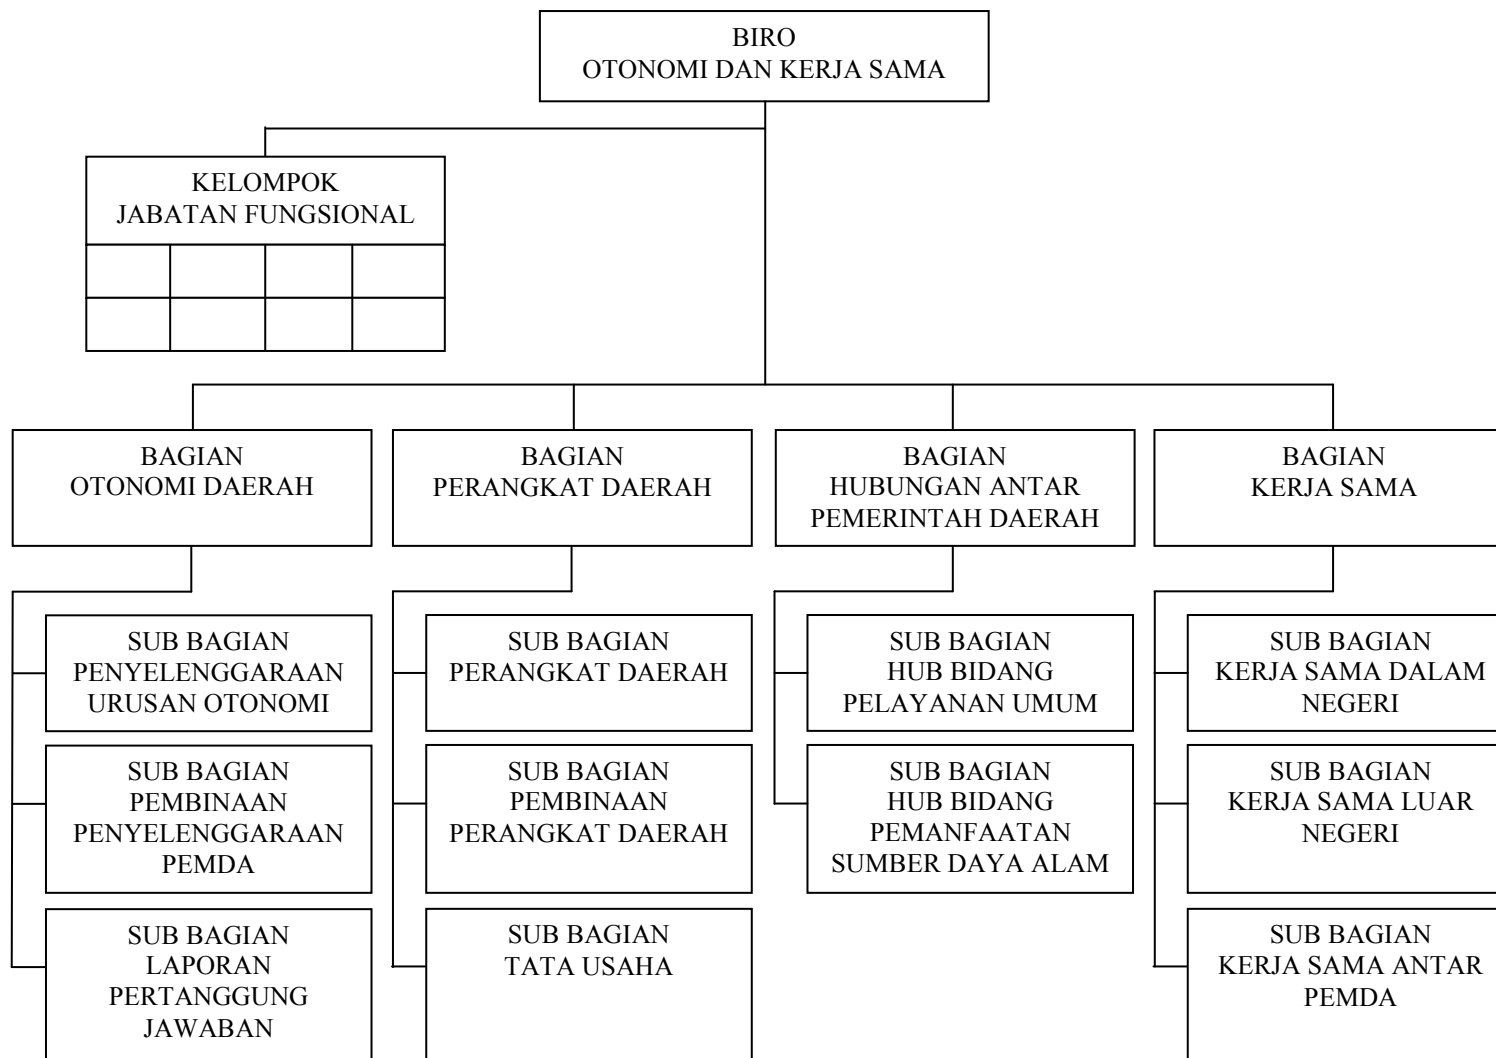 BIRO
OTONOMI DAN KERJA SAMA
KELOMPOK
JABATAN FUNGSIONAL
BAGIAN
OTONOMI DAERAH
BAGIAN
PERANGKAT DAERAH
BAGIAN
HUBUNGAN ANTAR
PEMERINTAH DAERAH
BAGIAN
KERJA SAMA
SUB BAGIAN
PENYELENGGARAAN
URUSAN OTONOMI
SUB BAGIAN
PERANGKAT DAERAH
SUB BAGIAN
HUB BIDANG
PELAYANAN UMUM
SUB BAGIAN
KERJA SAMA DALAM
NEGERI
SUB BAGIAN
PEMBINAAN
PENYELENGGARAAN
PEMDA
SUB BAGIAN
PEMBINAAN
PERANGKAT DAERAH
SUB BAGIAN
HUB BIDANG
PEMANFAATAN
SUMBER DAYA ALAM
SUB BAGIAN
KERJA SAMA LUAR
NEGERI
SUB BAGIAN
LAPORAN
PERTANGGUNG
JAWABAN
SUB BAGIAN
TATA USAHA
SUB BAGIAN
KERJA SAMA ANTAR
PEMDA